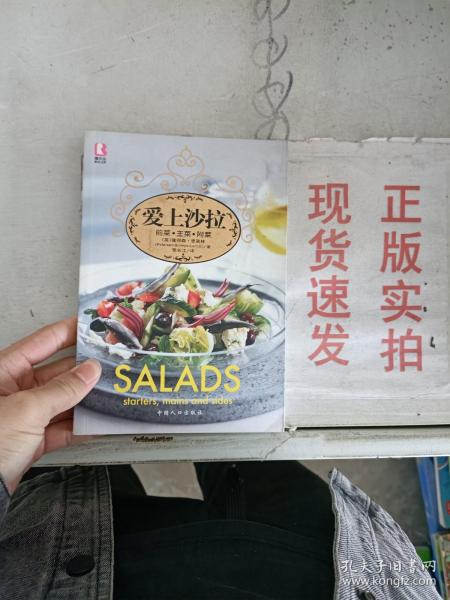 爱上沙拉
前菜•主菜•附菜
SALADS
starters, mains and sides
中国人口出版社
正版实拍
现货速发
孔夫子旧书网
www.kongfz.com